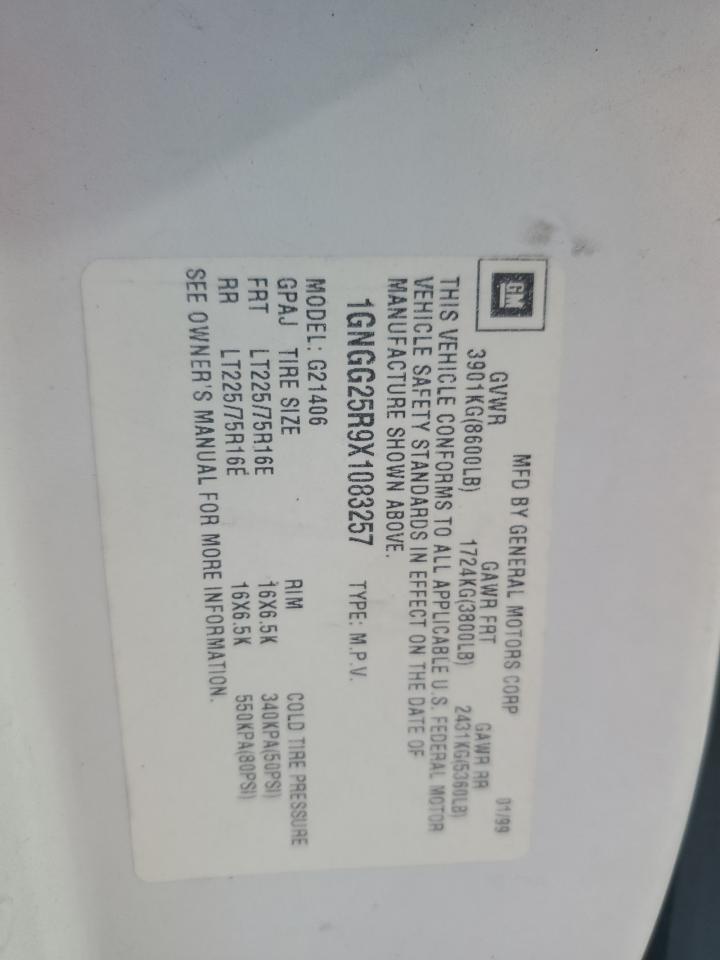 GM
MFD BY GENERAL MOTORS CORP 01/99
GVWR GAWR FRT GAWR RR
3901KG(8600LB) 1724KG(3800LB) 2431KG(5360LB)
THIS VEHICLE CONFORMS TO ALL APPLICABLE U.S. FEDERAL MOTOR
VEHICLE SAFETY STANDARDS IN EFFECT ON THE DATE OF
MANUFACTURE SHOWN ABOVE.
1GNGG25R9X1083257 TYPE: M.P.V.
MODEL: G21406
GPAJ TIRE SIZE RIM COLD TIRE PRESSURE
FRT LT225/75R16E 16X6.5K 340KPA(50PSI)
RR LT225/75R16E 16X6.5K 550KPA(80PSI)
SEE OWNER'S MANUAL FOR MORE INFORMATION.